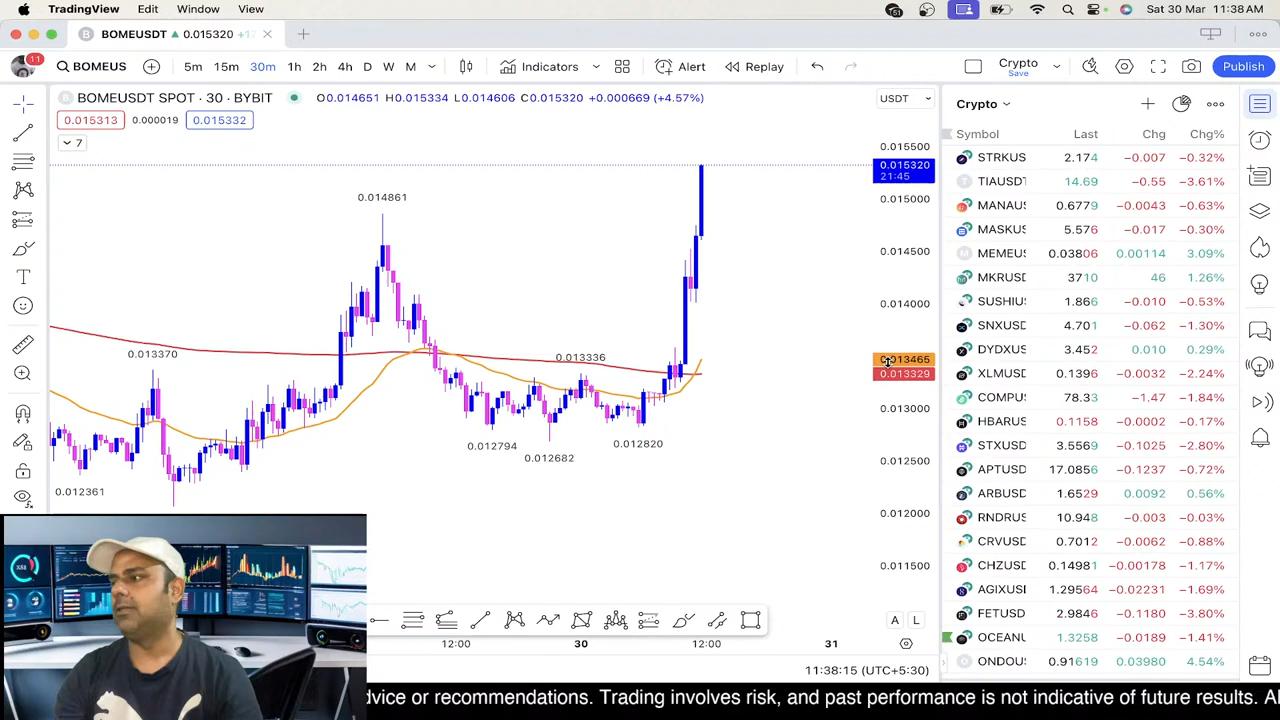 TradingView Edit Window View Sat 30 Mar 11:38 AM
BOMEUSDT ▲ 0.015320
11 BOMEUS 5m 15m 30m 1h 2h 4h D W M Indicators Alert Replay Crypto Save Publish
BOMEUSDT SPOT · 30 · BYBIT O0.014651 H0.015334 L0.014606 C0.015320 +0.000669 (+4.57%) USDT
0.015313 0.000019 0.015332
7
0.015500
0.015320
21:45
0.015000
0.014500
0.014000
0.013465
0.013329
0.013000
0.012500
0.012000
0.011500
0.014861
0.013370
0.013336
0.012794
0.012682
0.012820
0.012361
A L
12:00 30 12:00 31
11:38:15 (UTC+5:30)
Crypto
Symbol Last Chg Chg%
STRKUS 2.174 −0.007 −0.32%
TIAUSDT 14.69 −0.55 −3.61%
MANAUS 0.6779 −0.0043 −0.63%
MASKUS 5.576 −0.017 −0.30%
MEMEUS 0.03806 0.00114 3.09%
MKRUSD 3710 46 1.26%
SUSHIUS 1.866 −0.010 −0.53%
SNXUSD 4.701 −0.062 −1.30%
DYDXUS 3.452 0.010 0.29%
XLMUSD 0.1396 −0.0032 −2.24%
COMPUS 78.33 −1.47 −1.84%
HBARUS 0.1158 −0.0002 −0.17%
STXUSD 3.5569 −0.1025 −2.80%
APTUSD 17.0856 −0.1237 −0.72%
ARBUSD 1.6529 0.0092 0.56%
RNDRUS 10.948 −0.003 −0.03%
CRVUSD 0.7012 −0.0062 −0.88%
CHZUSD 0.14981 −0.00178 −1.17%
AGIXUS 1.29564 −0.02231 −1.69%
FETUSD 2.9846 −0.1180 −3.80%
OCEAN 1.3258 −0.0189 −1.41%
ONDOU 0.91619 0.03980 4.54%
dvice or recommendations. Trading involves risk, and past performance is not indicative of future results. A